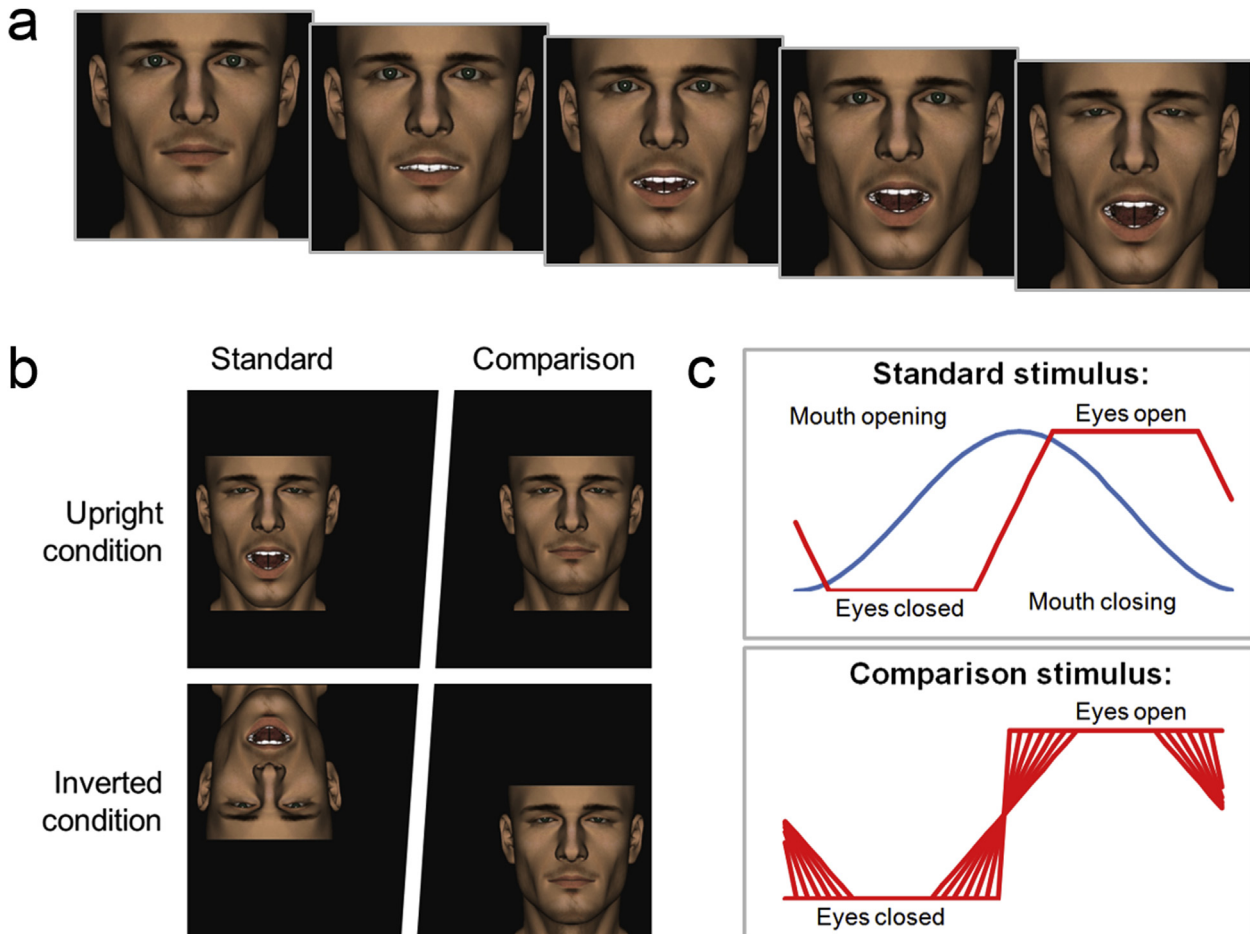 a
b
Standard
Comparison
Upright
condition
Inverted
condition
c
Standard stimulus:
Mouth opening
Eyes open
Eyes closed
Mouth closing
Comparison stimulus:
Eyes open
Eyes closed